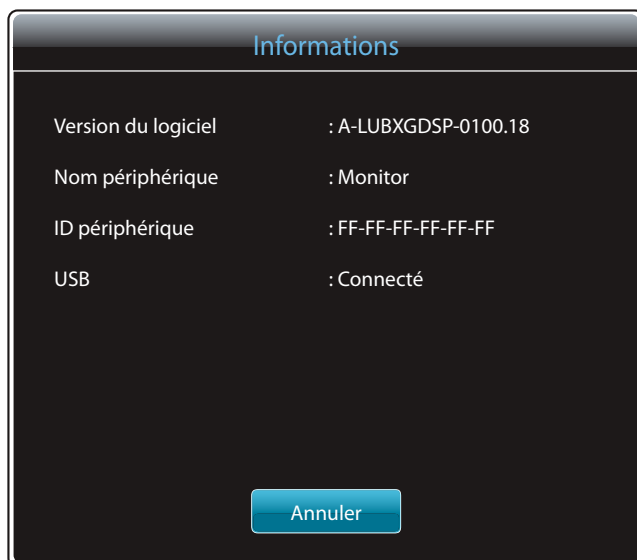 Informations
Version du logiciel : A-LUBXGDSP-0100.18
Nom périphérique : Monitor
ID périphérique : FF-FF-FF-FF-FF-FF
USB : Connecté
Annuler